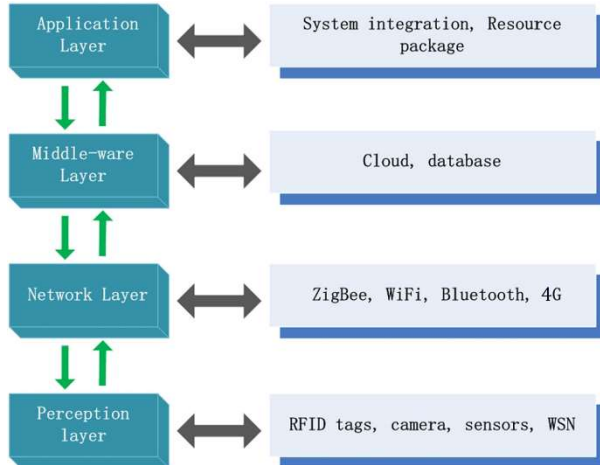 Application
Layer
System integration, Resource
package
Middle-ware
Layer
Cloud, database
Network Layer
ZigBee, WiFi, Bluetooth, 4G
Perception
layer
RFID tags, camera, sensors, WSN